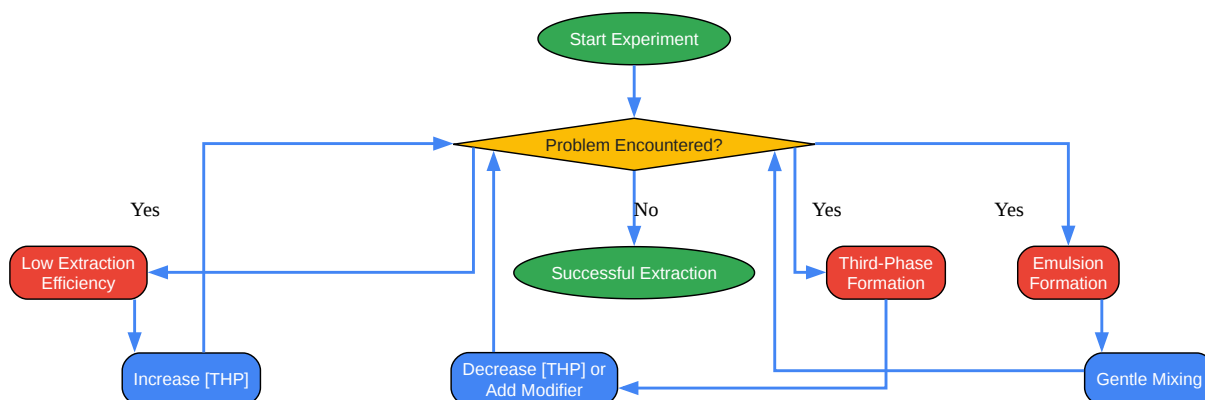 Start Experiment
Problem Encountered?
Yes
No
Yes
Yes
Low Extraction
Efficiency
Successful Extraction
Third-Phase
Formation
Emulsion
Formation
Increase [THP]
Decrease [THP] or
Add Modifier
Gentle Mixing